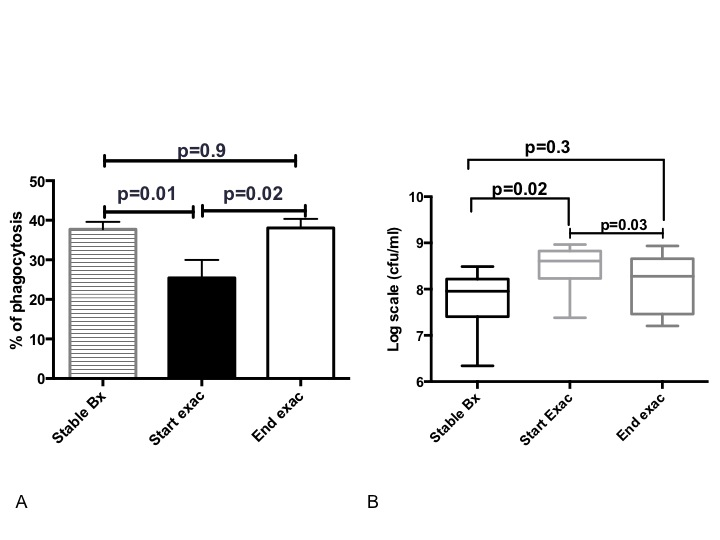 p=0.9
p=0.01
p=0.02
50
40
30
20
10
0
% of phagocytosis
Stable Bx
Start exac
End exac
A
p=0.3
p=0.02
p=0.03
10
9
8
7
6
Log scale (cfu/ml)
Stable Bx
Start Exac
End exac
B